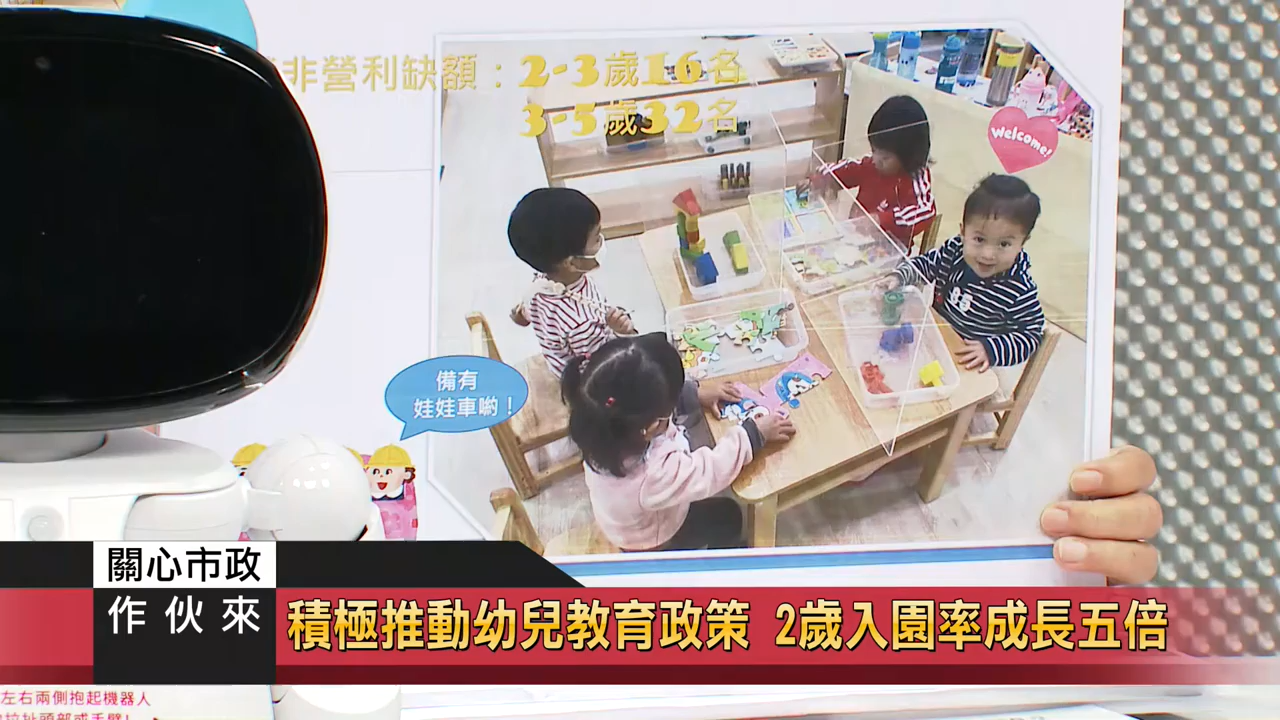 非營利缺額：2-3歲16名
3-5歲32名
Welcome!
備有
娃娃車喲！
關心市政
作伙來
積極推動幼兒教育政策 2歲入園率成長五倍
左右兩側抱起機器人